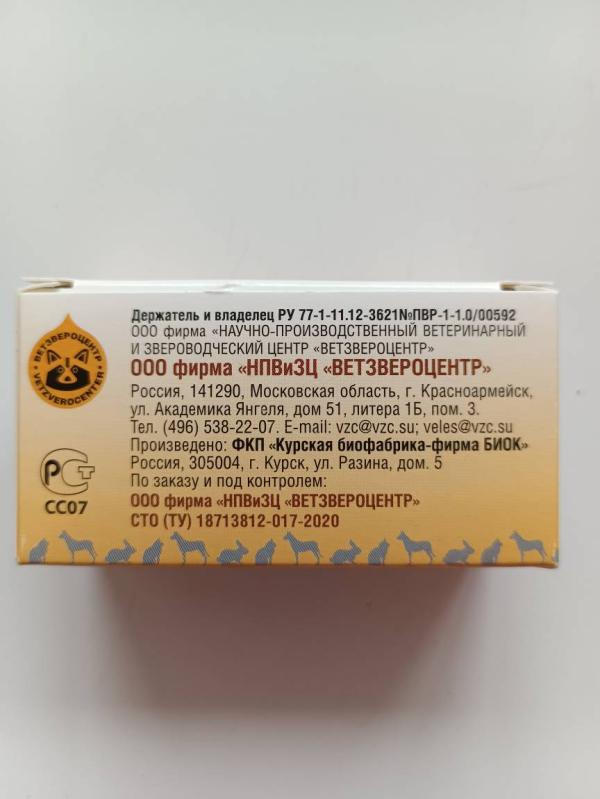 Держатель и владелец РУ 77-1-11.12-3621№ПВР-1-1.0/00592
ООО фирма «НАУЧНО-ПРОИЗВОДСТВЕННЫЙ ВЕТЕРИНАРНЫЙ
И ЗВЕРОВОДЧЕСКИЙ ЦЕНТР «ВЕТЗВЕРОЦЕНТР»
ООО фирма «НПВиЗЦ «ВЕТЗВЕРОЦЕНТР»
Россия, 141290, Московская область, г. Красноармейск,
ул. Академика Янгеля, дом 51, литера 1Б, пом. 3.
Тел. (496) 538-22-07. E-mail: vzc@vzc.su; veles@vzc.su
Произведено: ФКП «Курская биофабрика-фирма БИОК»
Россия, 305004, г. Курск, ул. Разина, дом. 5
По заказу и под контролем:
ООО фирма «НПВиЗЦ «ВЕТЗВЕРОЦЕНТР»
СТО (ТУ) 18713812-017-2020
• ВЕТЗВЕРОЦЕНТР •
VETZVEROCENTER
РСТ
СС07